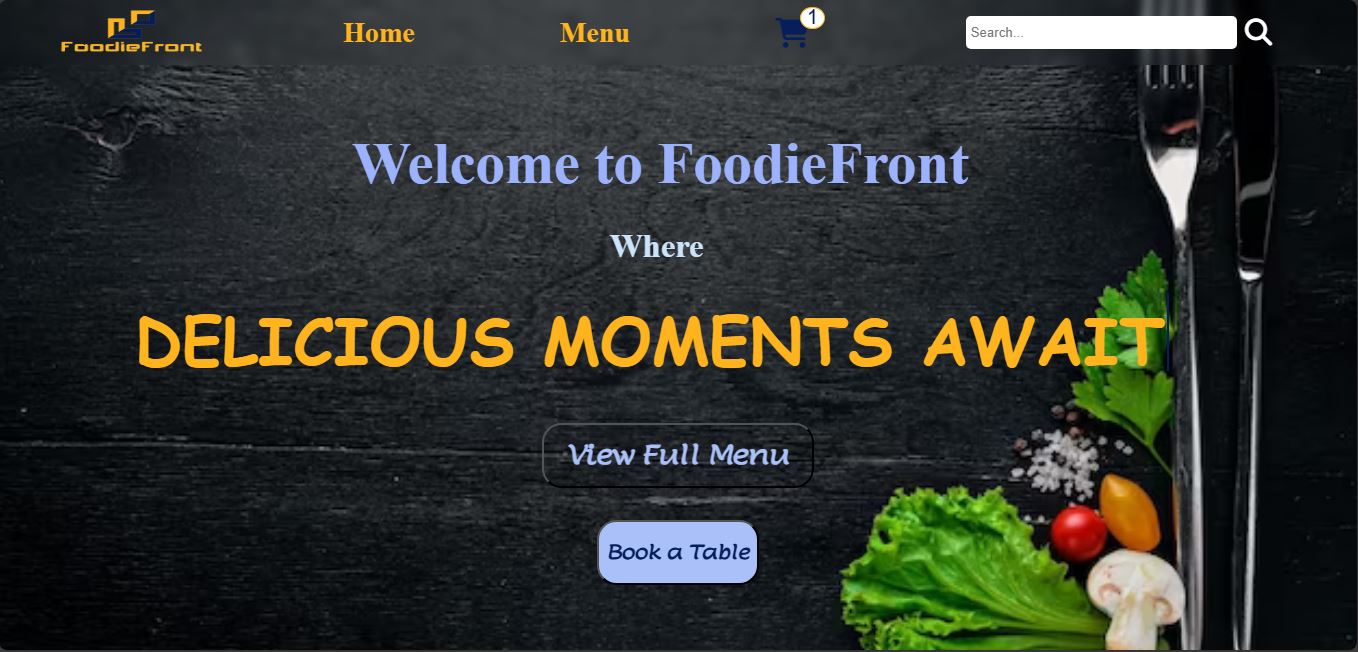 FoodieFront
Home
Menu
1
Search...
Welcome to FoodieFront
Where
DELICIOUS MOMENTS AWAIT
View Full Menu
Book a Table